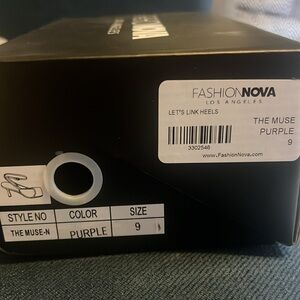 FASHIONNOVA
LOS ANGELES
LET'S LINK HEELS
THE MUSE
PURPLE
9
3302546
www.FashionNova.com
STYLE NO COLOR SIZE
THE MUSE-N PURPLE 9